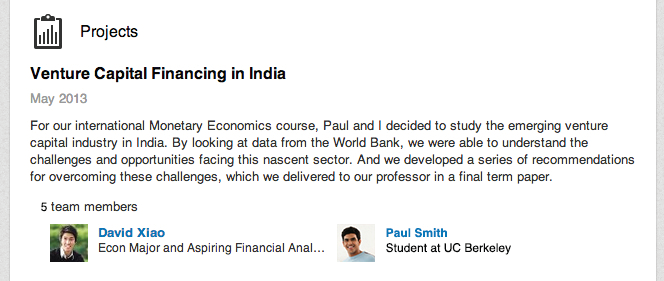 Projects
Venture Capital Financing in India
May 2013
For our international Monetary Economics course, Paul and I decided to study the emerging venture
capital industry in India. By looking at data from the World Bank, we were able to understand the
challenges and opportunities facing this nascent sector. And we developed a series of recommendations
for overcoming these challenges, which we delivered to our professor in a final term paper.
5 team members
David Xiao
Econ Major and Aspiring Financial Anal...
Paul Smith
Student at UC Berkeley